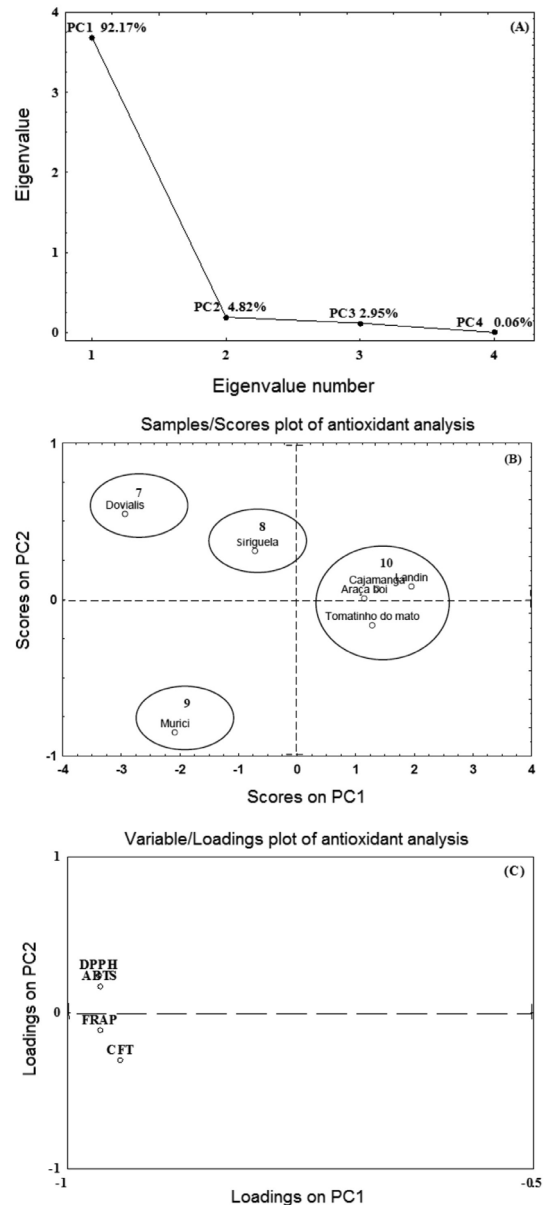 (A)
PC1 92.17%
4
3
2
1
0
Eigenvalue
PC2 4.82%
PC3 2.95%
PC4 0.06%
1 2 3 4
Eigenvalue number
Samples/Scores plot of antioxidant analysis
(B)
1
0
-1
Scores on PC2
7
Dovialis
8
Siriguela
10
Cajamanga
Landin
Araça boi
Tomatinho do mato
9
Murici
-4 -3 -2 -1 0 1 2 3 4
Scores on PC1
Variable/Loadings plot of antioxidant analysis
(C)
1
0
-1
Loadings on PC2
DPPH
ABTS
FRAP
CFT
-1 -0.5
Loadings on PC1